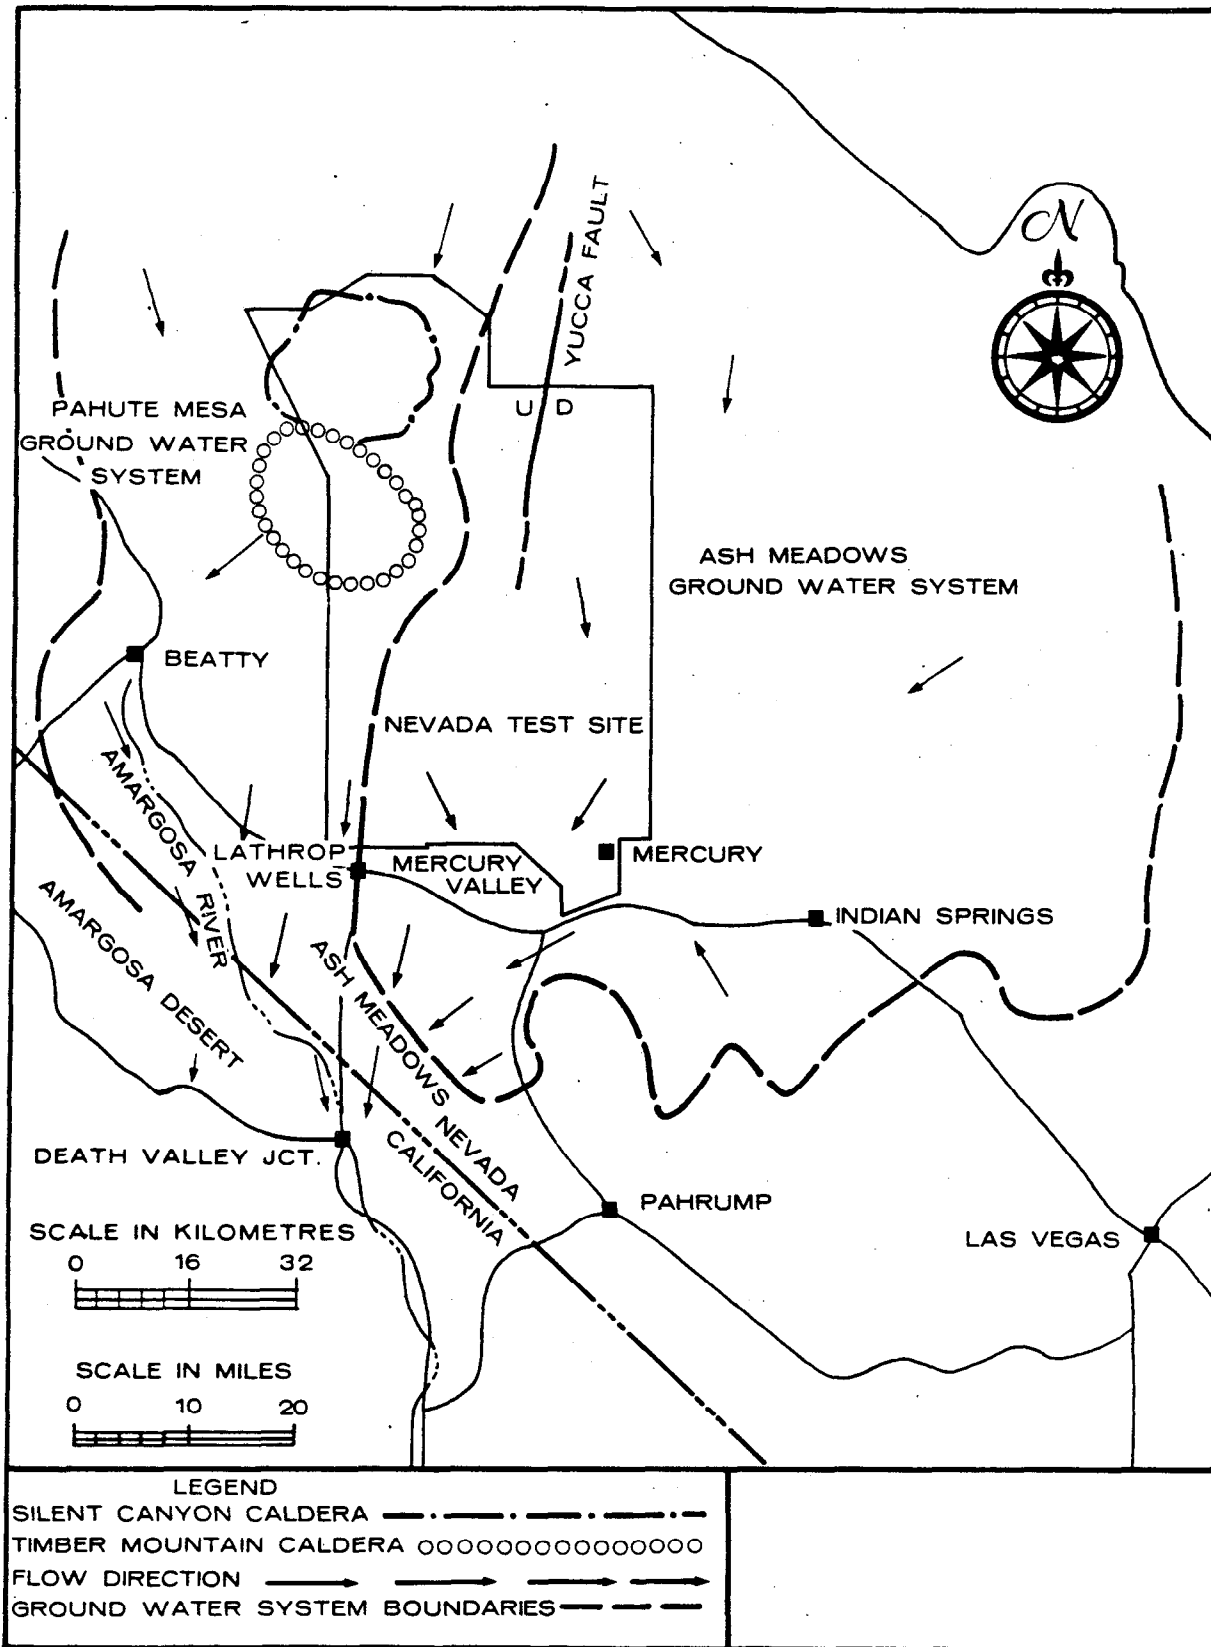 N
YUCCA FAULT
U D
PAHUTE MESA
GROUND WATER
SYSTEM
ASH MEADOWS
GROUND WATER SYSTEM
BEATTY
NEVADA TEST SITE
AMARGOSA RIVER
LATHROP
WELLS
MERCURY
VALLEY
MERCURY
INDIAN SPRINGS
AMARGOSA DESERT
ASH MEADOWS
NEVADA
CALIFORNIA
DEATH VALLEY JCT.
PAHRUMP
LAS VEGAS
SCALE IN KILOMETRES
0 16 32
SCALE IN MILES
0 10 20
LEGEND
SILENT CANYON CALDERA
TIMBER MOUNTAIN CALDERA
FLOW DIRECTION
GROUND WATER SYSTEM BOUNDARIES